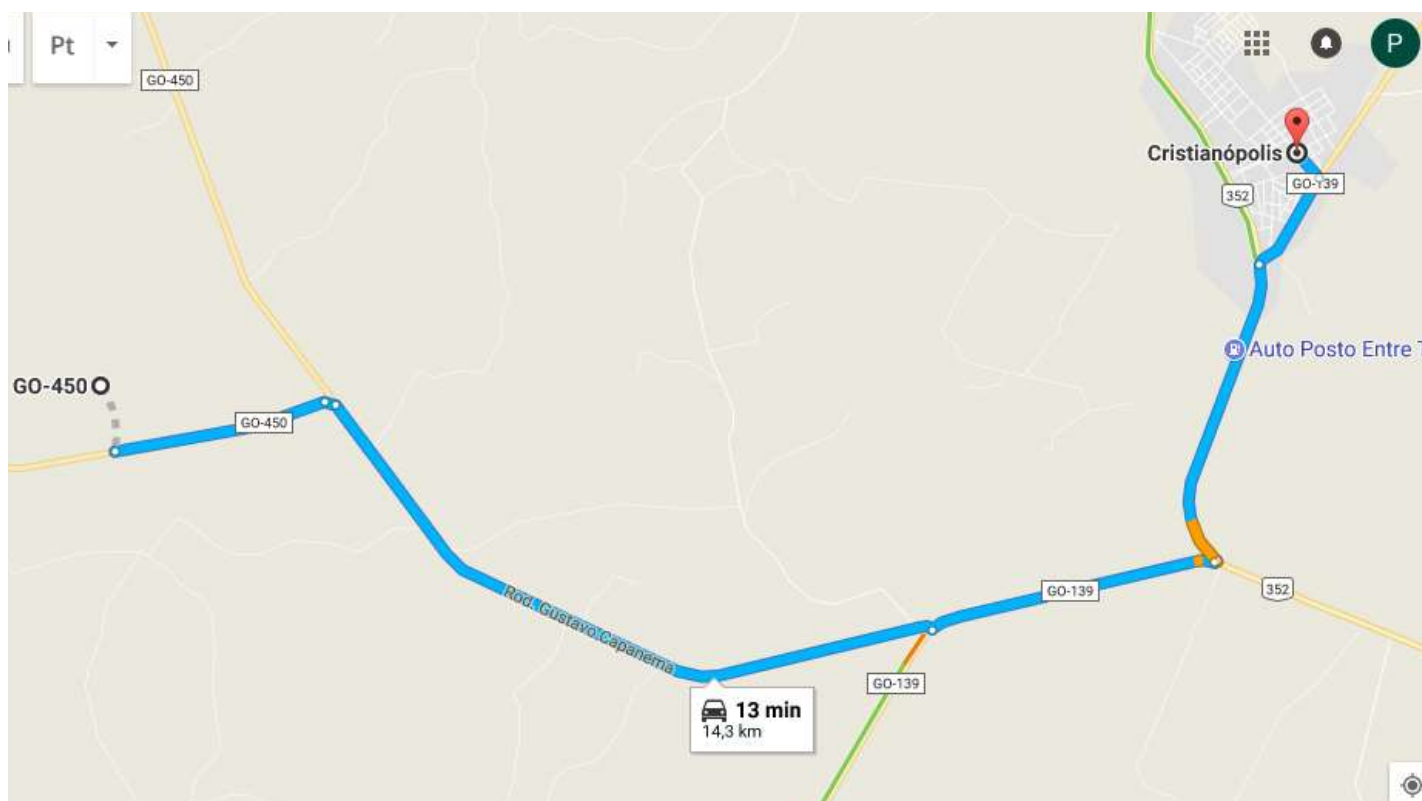 Pt
GO-450
P
Cristianópolis
GO-139
352
Auto Posto Entre
GO-450
GO-450
Rod. Gustavo Capanema
GO-139
352
GO-139
13 min
14,3 km